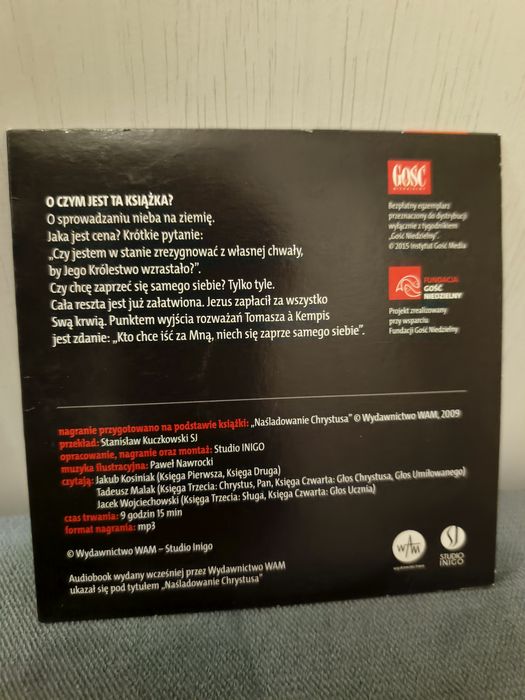 O CZYM JEST TA KSIĄŻKA?
O sprowadzaniu nieba na ziemię.
Jaka jest cena? Krótkie pytanie:
„Czy jestem w stanie zrezygnować z własnej chwały,
by Jego Królestwo wzrastało?”.
Czy chcę zaprzeć się samego siebie? Tylko tyle.
Cała reszta jest już załatwiona. Jezus zapłacił za wszystko
Swą krwią. Punktem wyjścia rozważań Tomasza à Kempis
jest zdanie: „Kto chce iść za Mną, niech się zaprze samego siebie”.
GOŚĆ
NIEDZIELNY
Bezpłatny egzemplarz
przeznaczony do dystrybucji
wyłącznie z tygodnikiem
„Gość Niedzielny”.
© 2015 Instytut Gość Media
FUNDACJA
GOŚĆ
NIEDZIELNY
Projekt zrealizowany
przy wsparciu
Fundacji Gość Niedzielny
nagranie przygotowano na podstawie książki: „Naśladowanie Chrystusa” © Wydawnictwo WAM, 2009
przekład: Stanisław Kuczkowski SJ
opracowanie, nagranie oraz montaż: Studio INIGO
muzyka ilustracyjna: Paweł Nawrocki
czytają: Jakub Kosiniak (Księga Pierwsza, Księga Druga)
Tadeusz Malak (Księga Trzecia: Chrystus, Pan, Księga Czwarta: Głos Chrystusa, Głos Umiłowanego)
Jacek Wojciechowski (Księga Trzecia: Sługa, Księga Czwarta: Głos Ucznia)
czas trwania: 9 godzin 15 min
format nagrania: mp3
© Wydawnictwo WAM – Studio Inigo
Audiobook wydany wcześniej przez Wydawnictwo WAM
ukazał się pod tytułem „Naśladowanie Chrystusa”
WAM
SJ
STUDIO
INIGO